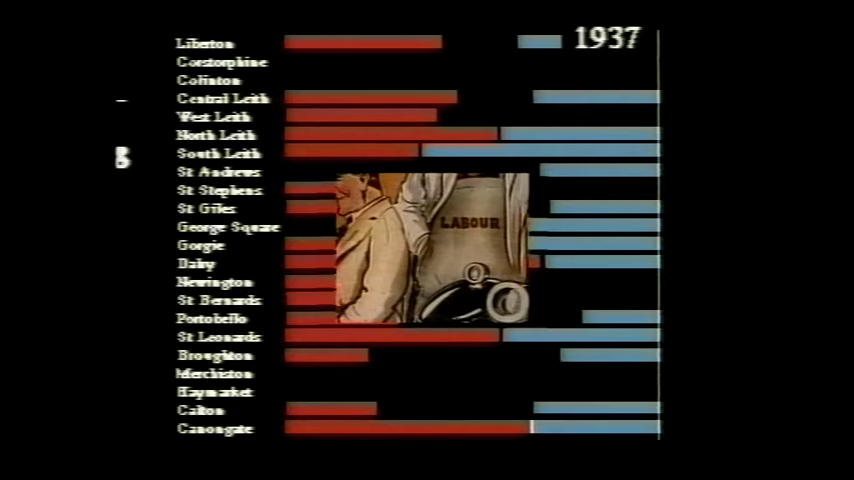 1937
Liberton
Corstorphine
Colinton
Central Leith
West Leith
North Leith
South Leith
St Andrews
St Stephens
St Giles
George Square
Gorgie
Dalry
Newington
St Bernards
Portobello
St Leonards
Broughton
Merchiston
Haymarket
Calton
Canongate
LABOUR